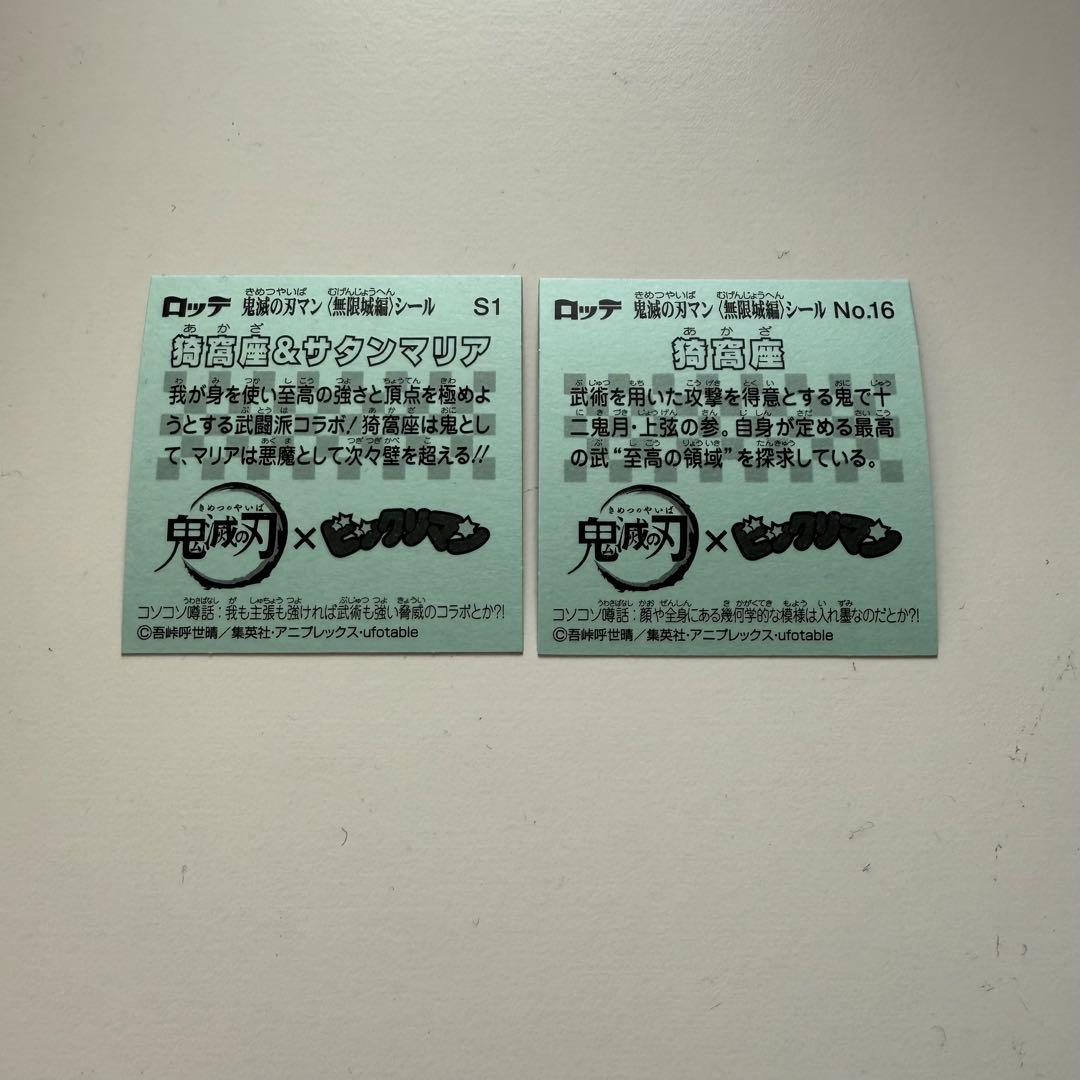 ロッテ 鬼滅の刃マン〈無限城編〉シール S1
きめつやいば むげんじょうへん
あかざ
猗窩座&サタンマリア
わ み つか しこう つよ ちょうてん きわ
我が身を使い至高の強さと頂点を極めよ
ぶとうは あかざ おに
うとする武闘派コラボ!猗窩座は鬼とし
あくま つぎつぎかべ こ
て、マリアは悪魔として次々壁を超える!!
きめつのやいば
鬼滅の刃×ビックリマン
うわさばなし が しゅちょう つよ ぶじゅつ つよ きょうい
コソコソ噂話:我も主張も強ければ武術も強い脅威のコラボとか?!
©吾峠呼世晴/集英社・アニプレックス・ufotable
きめつやいば むげんじょうへん
ロッテ 鬼滅の刃マン〈無限城編〉シール No.16
あかざ
猗窩座
ぶじゅつ もち こうげき とくい おに じゅう
武術を用いた攻撃を得意とする鬼で十
にきづき じょうげん さん じしん さだ さいこう
二鬼月・上弦の参。自身が定める最高
ぶ しこう りょういき たんきゅう
の武“至高の領域”を探求している。
きめつのやいば
鬼滅の刃×ビックリマン
うわさばなし かお ぜんしん きかがくてき もよう い ずみ
コソコソ噂話:顔や全身にある幾何学的な模様は入れ墨なのだとか?!
©吾峠呼世晴/集英社・アニプレックス・ufotable